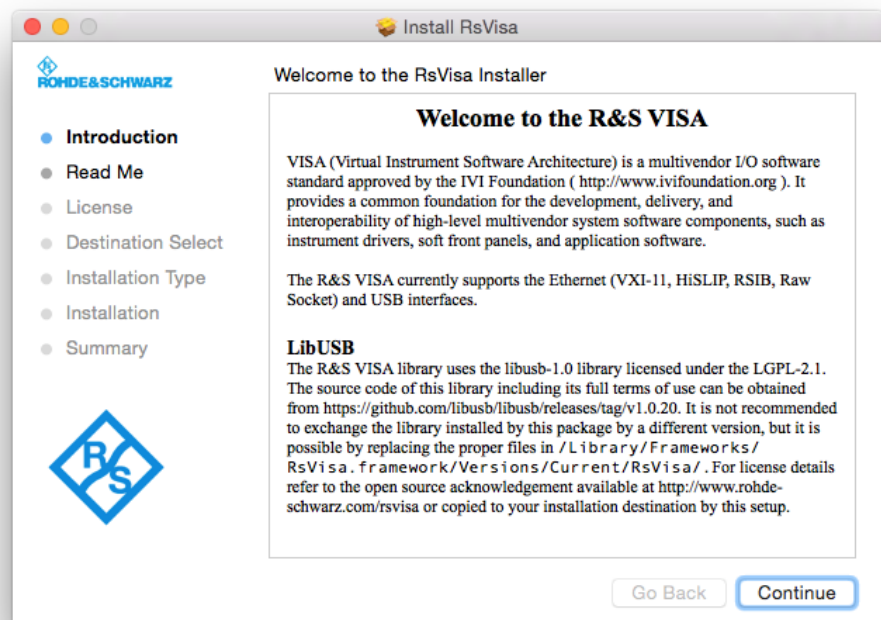 Install RsVisa
ROHDE&SCHWARZ
Welcome to the RsVisa Installer
Introduction
Read Me
License
Destination Select
Installation Type
Installation
Summary
R
S
Welcome to the R&S VISA
VISA (Virtual Instrument Software Architecture) is a multivendor I/O software
standard approved by the IVI Foundation ( http://www.ivifoundation.org ). It
provides a common foundation for the development, delivery, and
interoperability of high-level multivendor system software components, such as
instrument drivers, soft front panels, and application software.
The R&S VISA currently supports the Ethernet (VXI-11, HiSLIP, RSIB, Raw
Socket) and USB interfaces.
LibUSB
The R&S VISA library uses the libusb-1.0 library licensed under the LGPL-2.1.
The source code of this library including its full terms of use can be obtained
from https://github.com/libusb/libusb/releases/tag/v1.0.20. It is not recommended
to exchange the library installed by this package by a different version, but it is
possible by replacing the proper files in /Library/Frameworks/
RsVisa.framework/Versions/Current/RsVisa/.For license details
refer to the open source acknowledgement available at http://www.rohde-
schwarz.com/rsvisa or copied to your installation destination by this setup.
Go Back
Continue